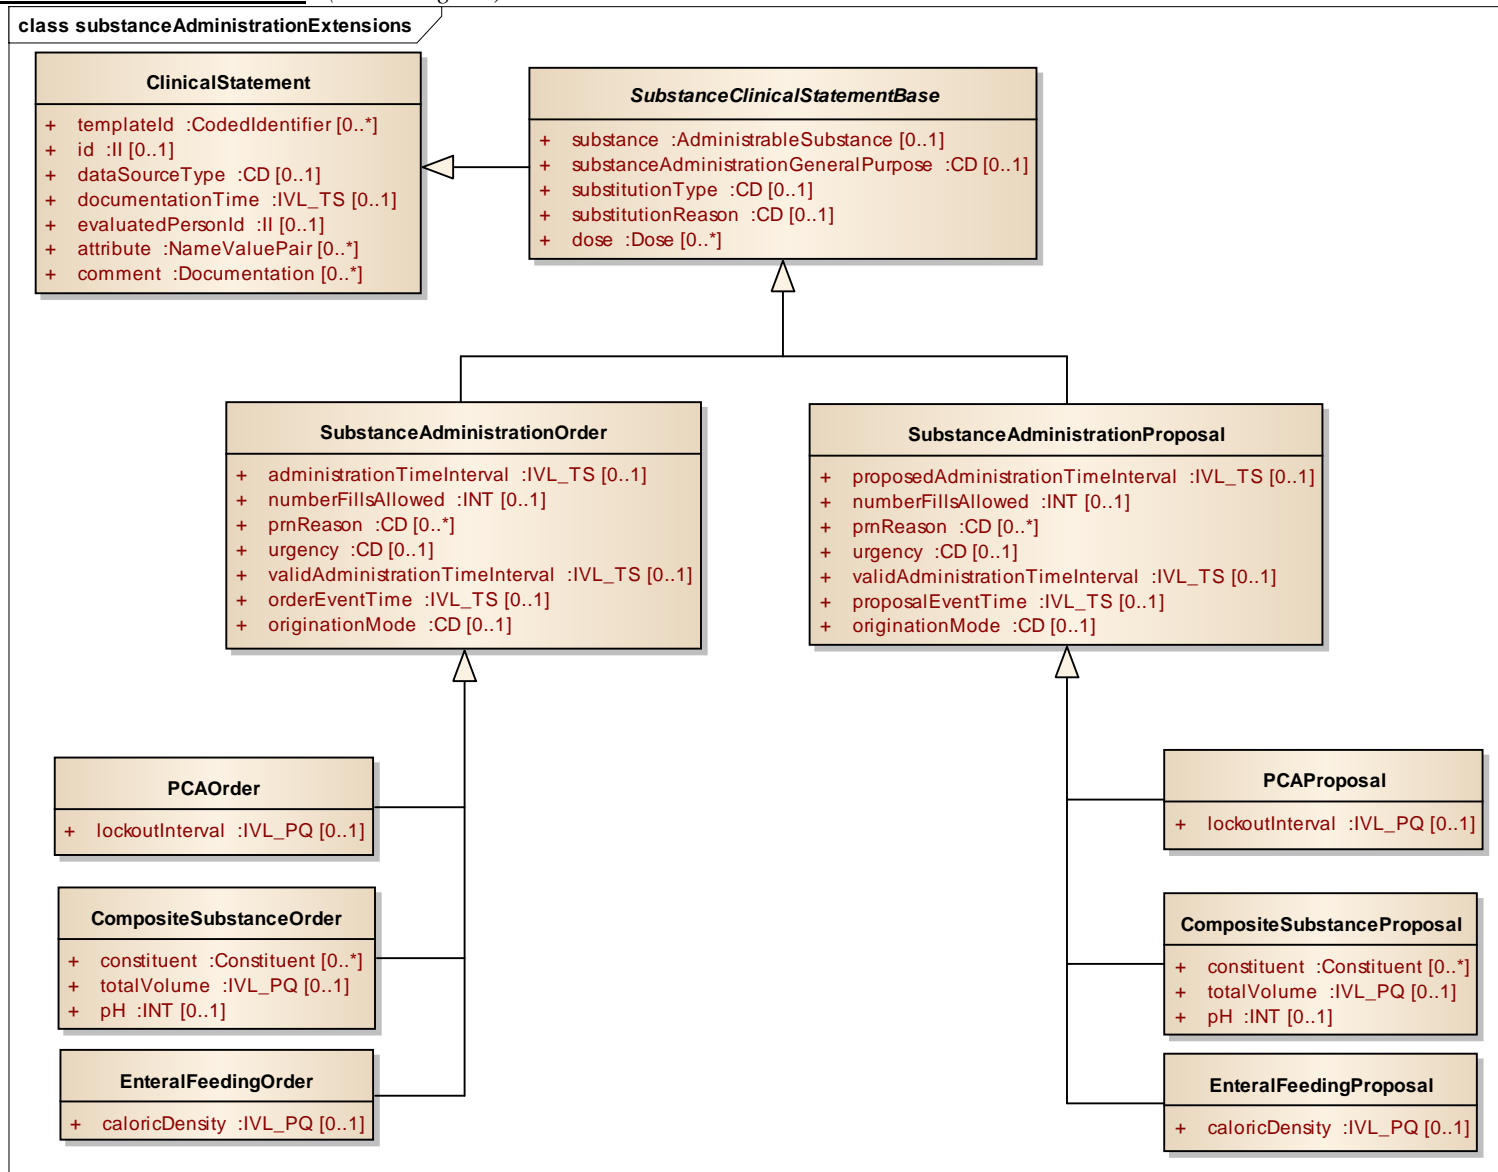 class substanceAdministrationExtensions
ClinicalStatement
+ templateId :CodedIdentifier [0..*]
+ id :II [0..1]
+ dataSourceType :CD [0..1]
+ documentationTime :IVL_TS [0..1]
+ evaluatedPersonId :II [0..1]
+ attribute :NameValuePair [0..*]
+ comment :Documentation [0..*]
SubstanceClinicalStatementBase
+ substance :AdministrableSubstance [0..1]
+ substanceAdministrationGeneralPurpose :CD [0..1]
+ substitutionType :CD [0..1]
+ substitutionReason :CD [0..1]
+ dose :Dose [0..*]
SubstanceAdministrationOrder
+ administrationTimeInterval :IVL_TS [0..1]
+ numberFillsAllowed :INT [0..1]
+ prnReason :CD [0..*]
+ urgency :CD [0..1]
+ validAdministrationTimeInterval :IVL_TS [0..1]
+ orderEventTime :IVL_TS [0..1]
+ originationMode :CD [0..1]
SubstanceAdministrationProposal
+ proposedAdministrationTimeInterval :IVL_TS [0..1]
+ numberFillsAllowed :INT [0..1]
+ prnReason :CD [0..*]
+ urgency :CD [0..1]
+ validAdministrationTimeInterval :IVL_TS [0..1]
+ proposalEventTime :IVL_TS [0..1]
+ originationMode :CD [0..1]
PCAOrder
+ lockoutInterval :IVL_PQ [0..1]
CompositeSubstanceOrder
+ constituent :Constituent [0..*]
+ totalVolume :IVL_PQ [0..1]
+ pH :INT [0..1]
EnteralFeedingOrder
+ caloricDensity :IVL_PQ [0..1]
PCAProposal
+ lockoutInterval :IVL_PQ [0..1]
CompositeSubstanceProposal
+ constituent :Constituent [0..*]
+ totalVolume :IVL_PQ [0..1]
+ pH :INT [0..1]
EnteralFeedingProposal
+ caloricDensity :IVL_PQ [0..1]